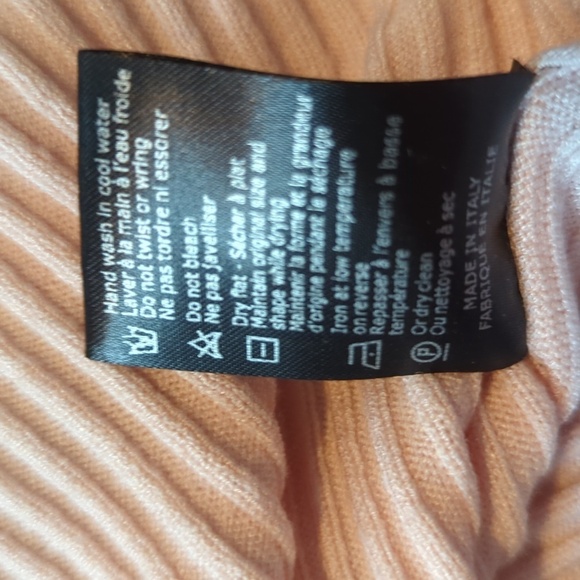 Hand wash in cool water
Laver à la main à l'eau froide
Do not twist or wring
Ne pas tordre ni essorer
Do not bleach
Ne pas javelliser
Dry flat - Sécher à plat
Maintain original size and
shape while drying
Maintenir la forme et la grandeur
d'origine pendant le séchage
Iron at low temperature
on reverse
Repasser à l'envers à basse
température
Or dry clean
Ou nettoyage à sec
MADE IN ITALY
FABRIQUE EN ITALIE